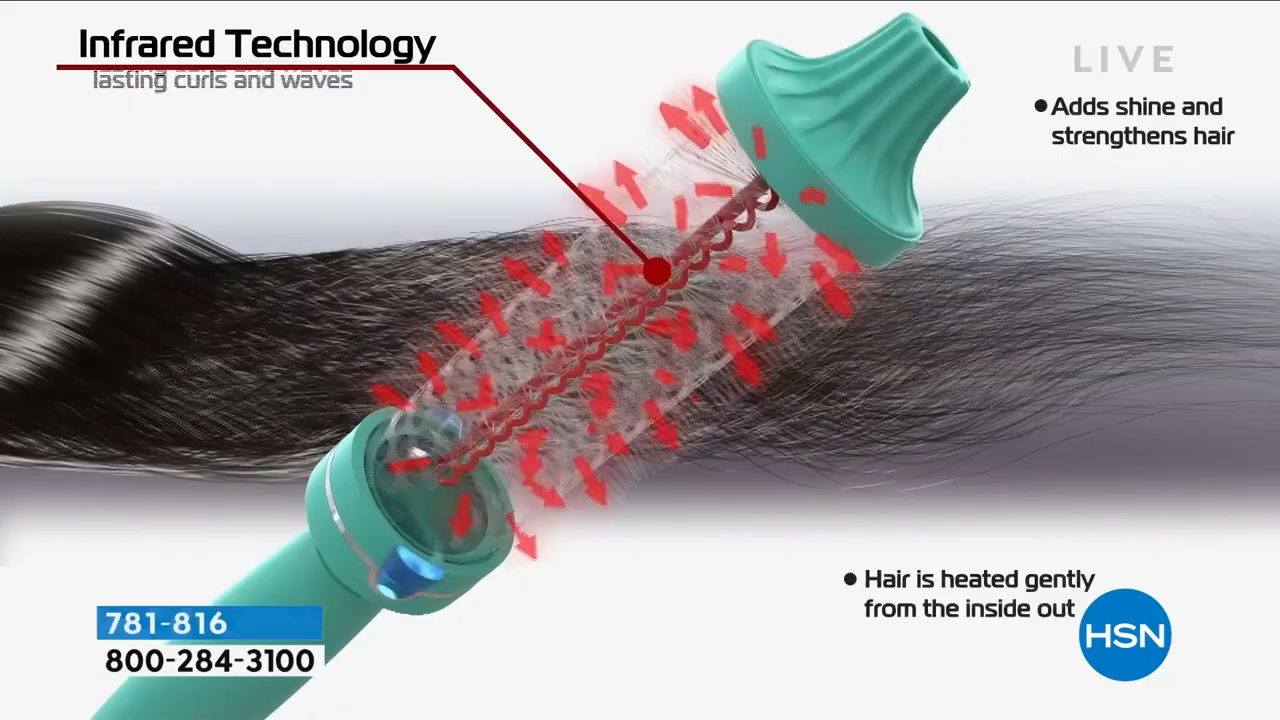 Infrared Technology
lasting curls and waves
LIVE
Adds shine and
strengthens hair
Hair is heated gently
from the inside out
HSN
781-816
800-284-3100